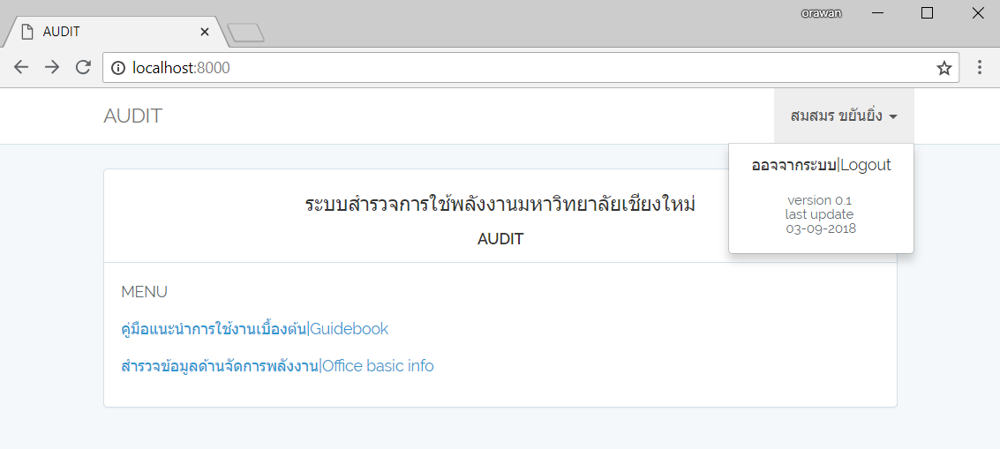 orawan
AUDIT
localhost:8000
AUDIT
สมสมร ขยันยิ่ง
ออจจากระบบ|Logout
version 0.1
last update
03-09-2018
ระบบสำรวจการใช้พลังงานมหาวิทยาลัยเชียงใหม่
AUDIT
MENU
คู่มือแนะนำการใช้งานเบื้องต้น|Guidebook
สำรวจข้อมูลด้านจัดการพลังงาน|Office basic info